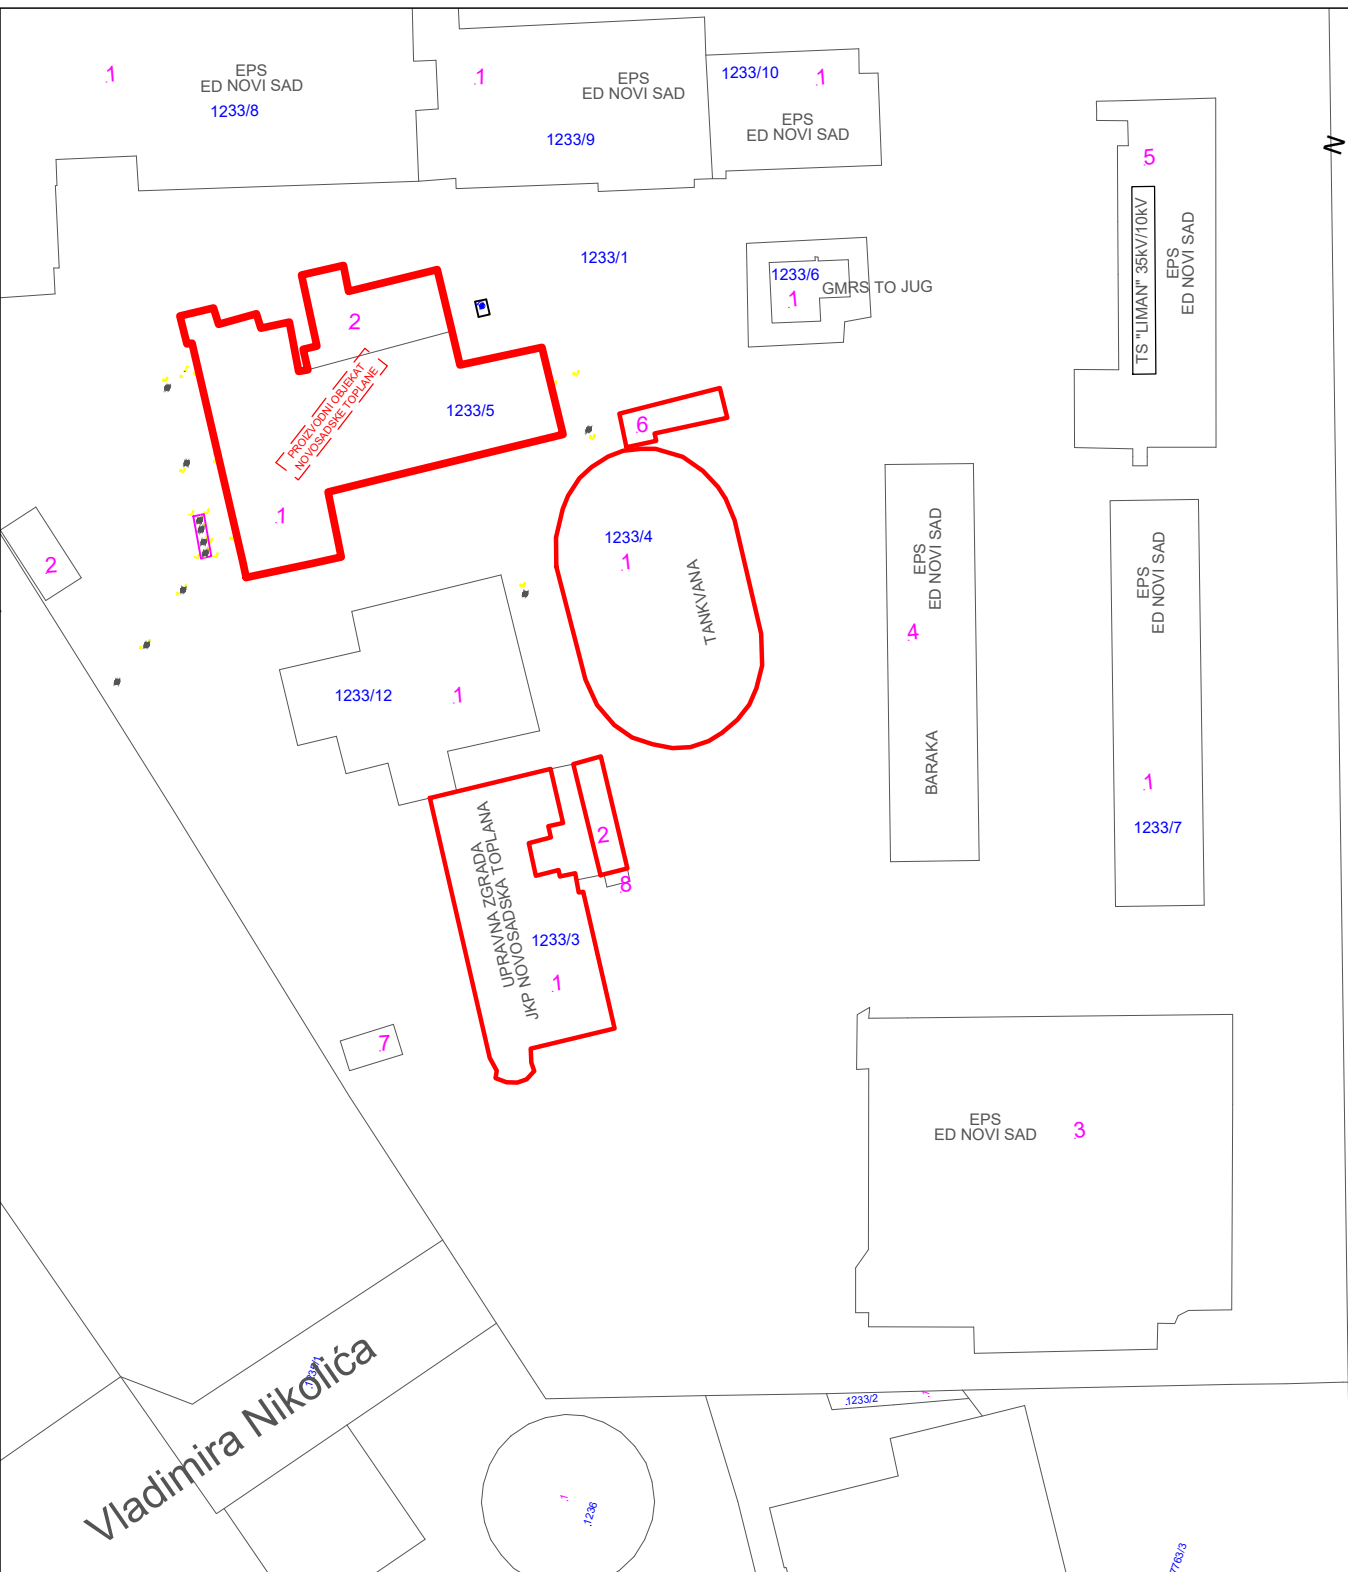 .1
EPS
ED NOVI SAD
1233/8
.1
EPS
ED NOVI SAD
1233/9
1233/10
.1
EPS
ED NOVI SAD
N
.5
TS "LIMAN" 35kV/10kV
EPS
ED NOVI SAD
1233/1
1233/6
.1
GMRS TO JUG
2
PROIZVODNI OBJEKAT
NOVOSADSKE TOPLANE
1233/5
.1
.6
1233/4
.1
TANKVANA
2
EPS
ED NOVI SAD
.4
BARAKA
EPS
ED NOVI SAD
.1
1233/7
1233/12
.1
UPRAVNA ZGRADA
JKP NOVOSADSKA TOPLANA
2
.8
1233/3
.1
.7
EPS
ED NOVI SAD
.3
Vladimira Nikolića
.1233/2
.1
.1
.1236
7763/3